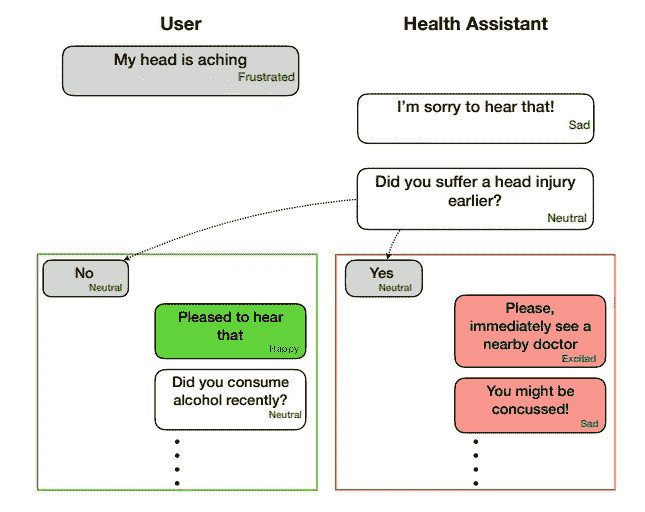 User
Health Assistant
My head is aching
Frustrated
I'm sorry to hear that!
Sad
Did you suffer a head injury
earlier?
Neutral
No
Neutral
Pleased to hear
that
Happy
Did you consume
alcohol recently?
Neutral
Yes
Neutral
Please,
immediately see a
nearby doctor
Excited
You might be
concussed!
Sad